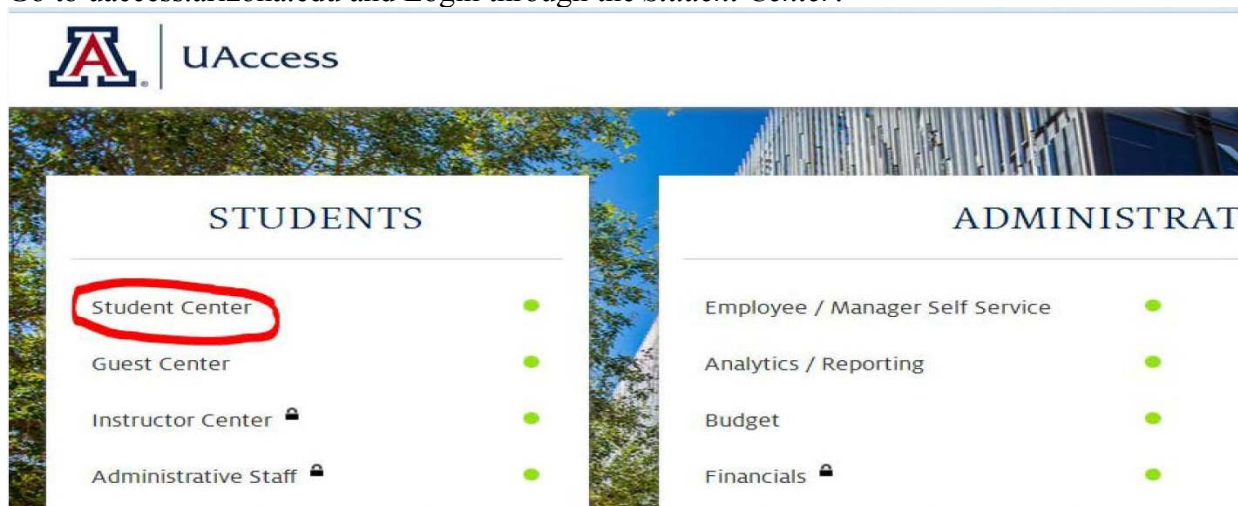 Go to uaccess.arizona.edu and Login through the Student Center.
A
UAccess
STUDENTS
Student Center
Guest Center
Instructor Center
Administrative Staff
ADMINISTRAT
Employee / Manager Self Service
Analytics / Reporting
Budget
Financials